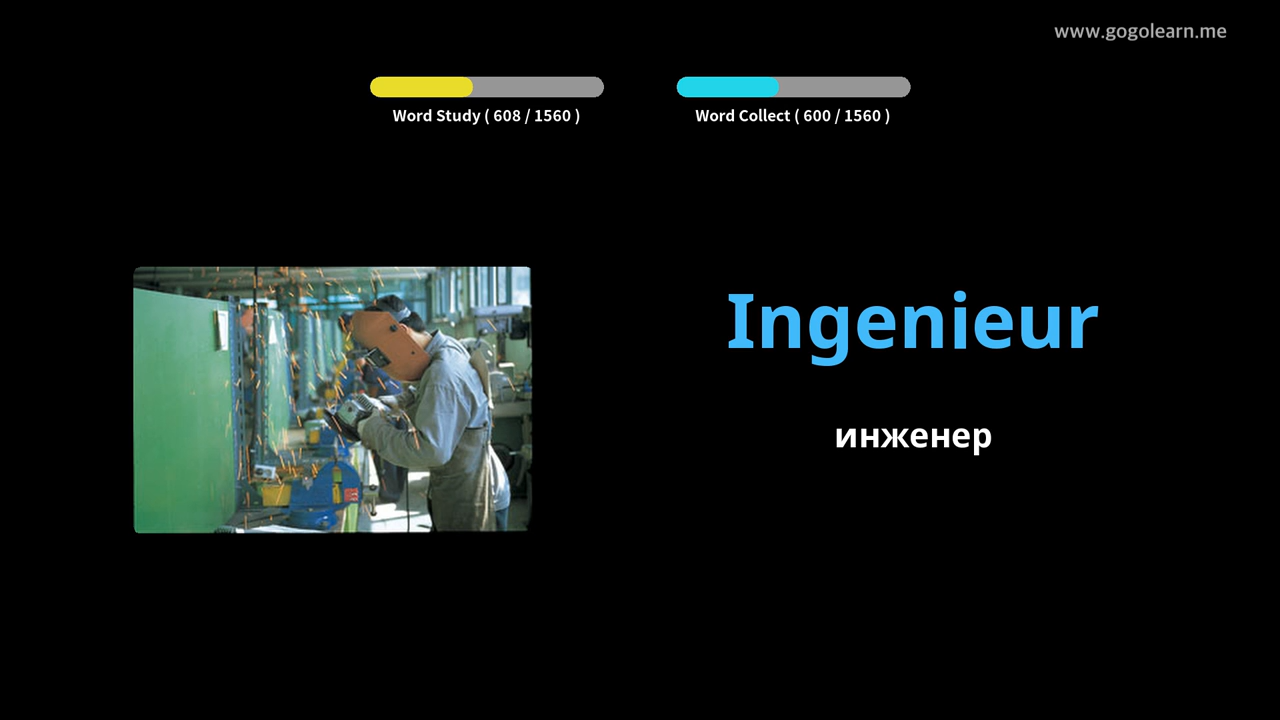 www.gogolearn.me
Word Study ( 608 / 1560 )
Word Collect ( 600 / 1560 )
Ingenieur
инженер